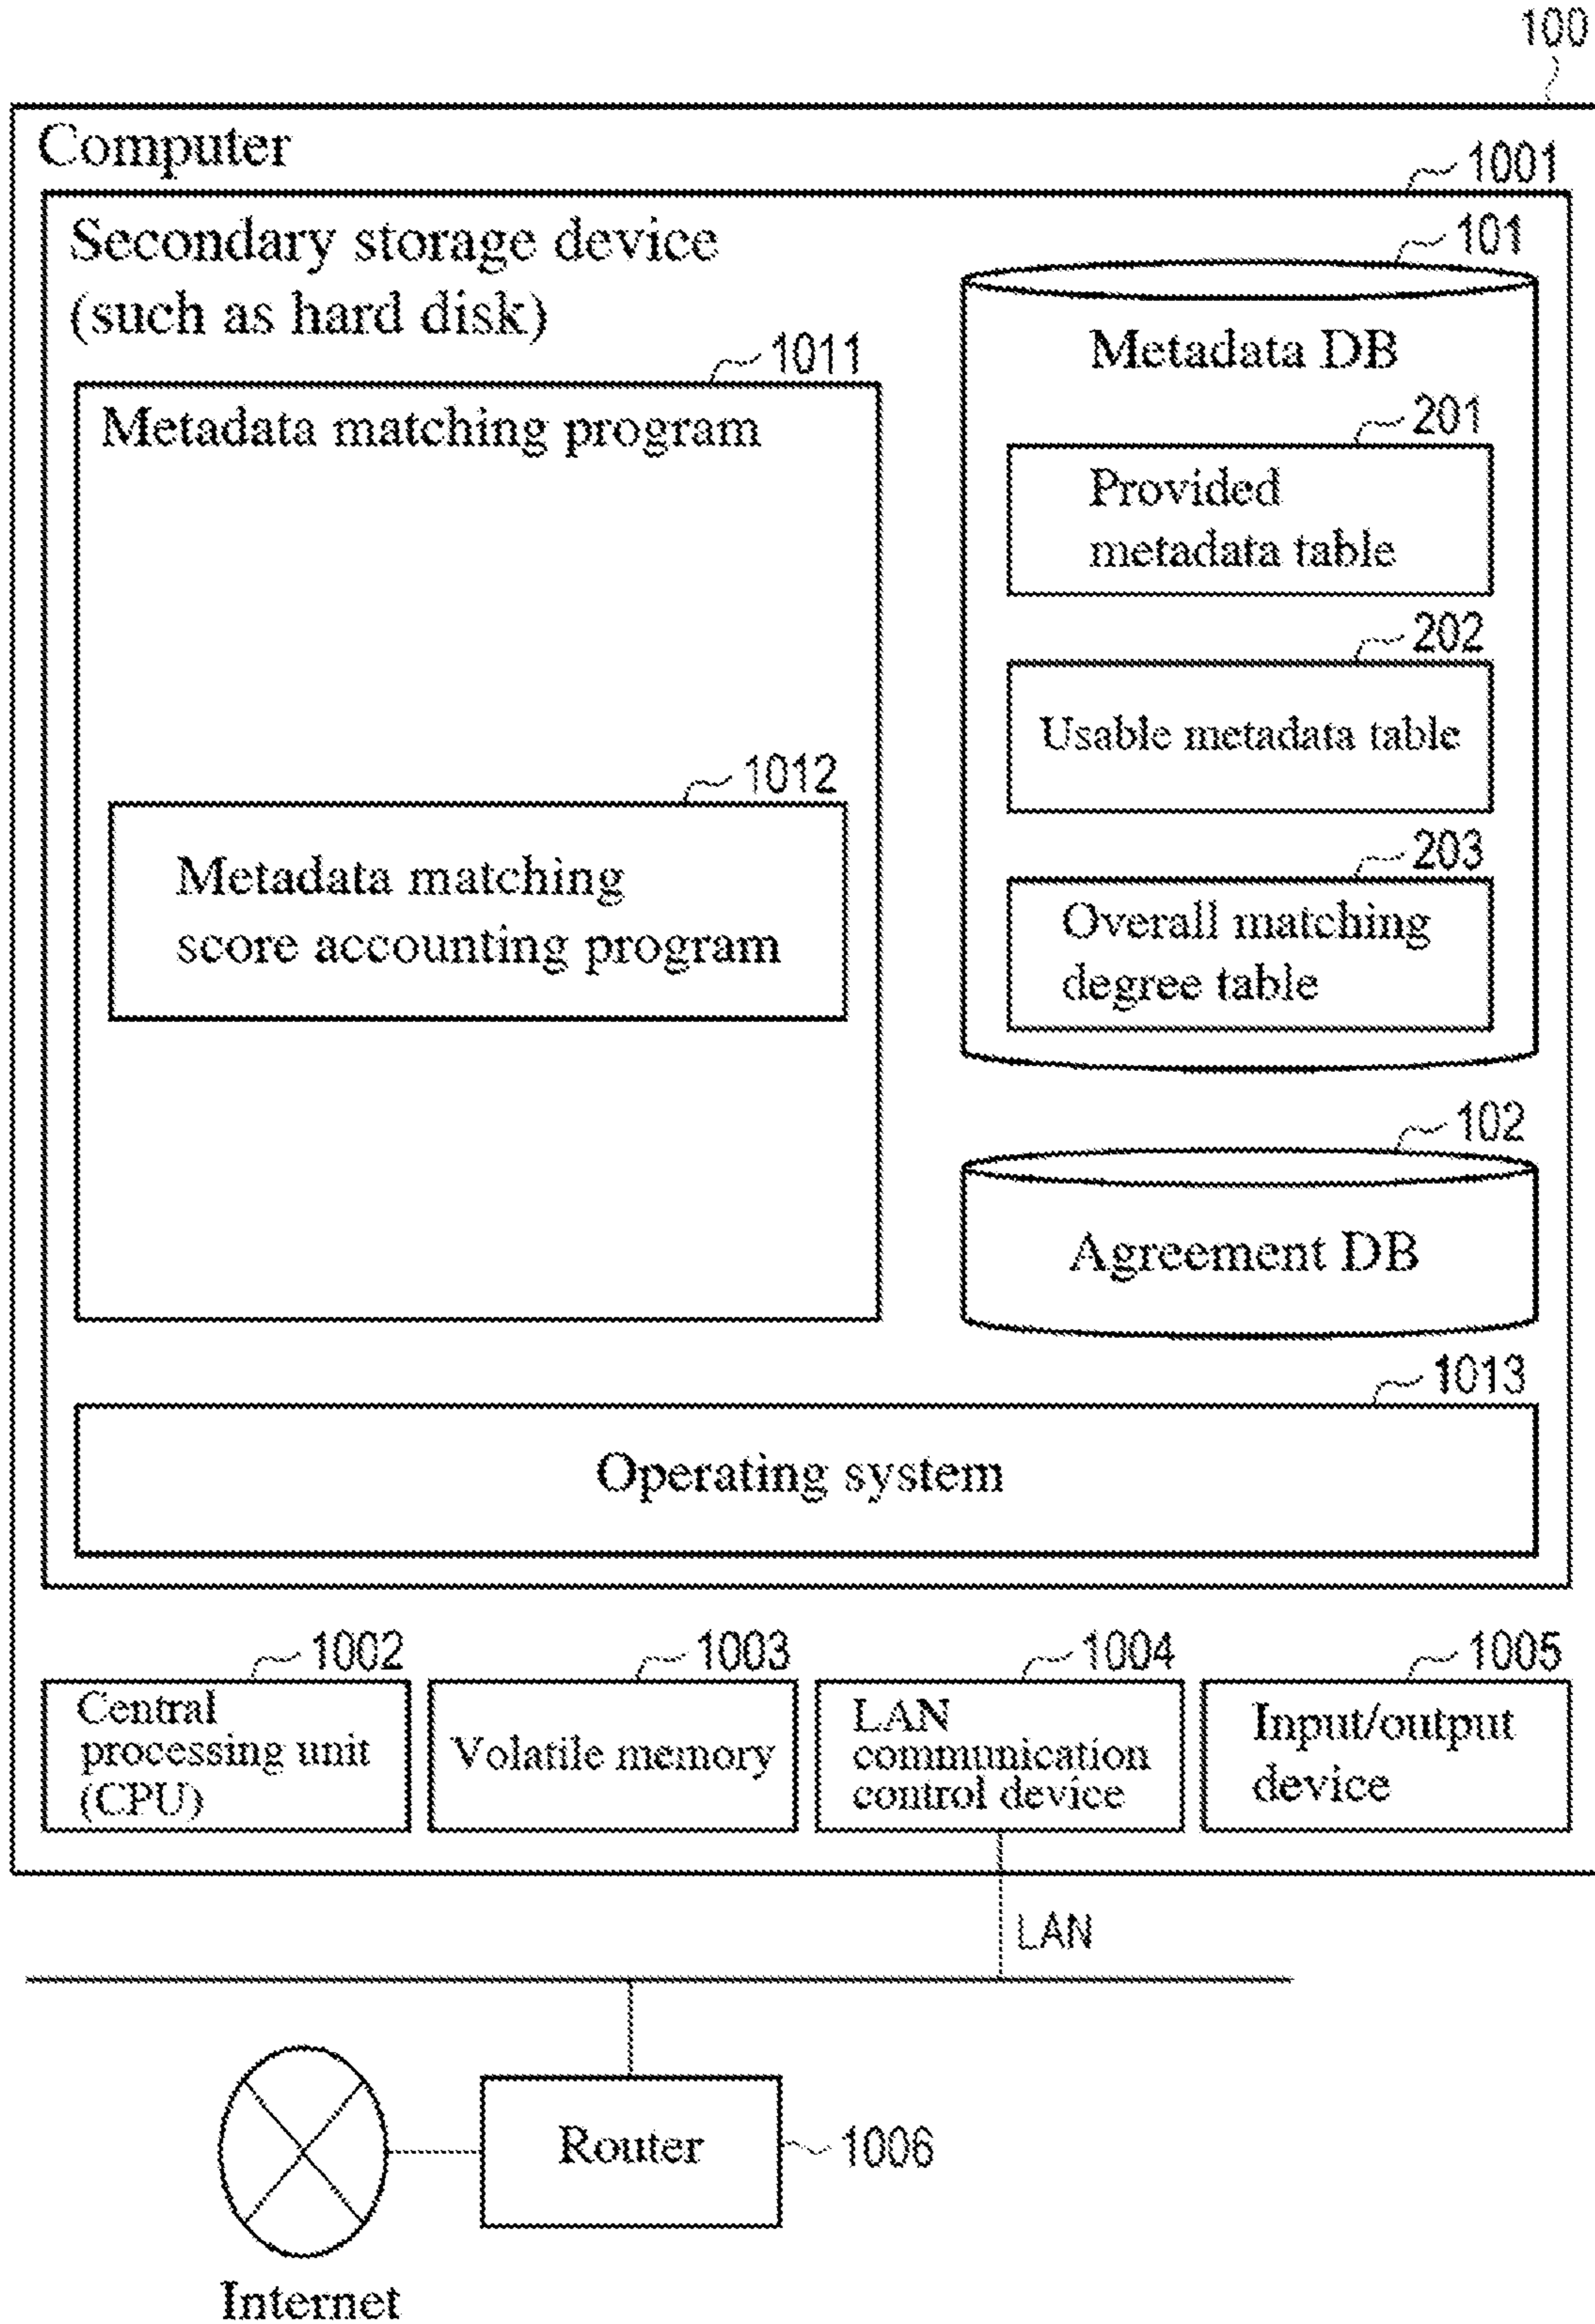 100
Computer
1001
Secondary storage device
(such as hard disk)
101
Metadata DB
1011
Metadata matching program
201
Provided
metadata table
202
Usable metadata table
1012
Metadata matching
score accounting program
203
Overall matching
degree table
102
Agreement DB
1013
Operating system
1002
Central
processing unit
(CPU)
1003
Volatile memory
1004
LAN
communication
control device
1005
Input/output
device
LAN
Router
1006
Internet